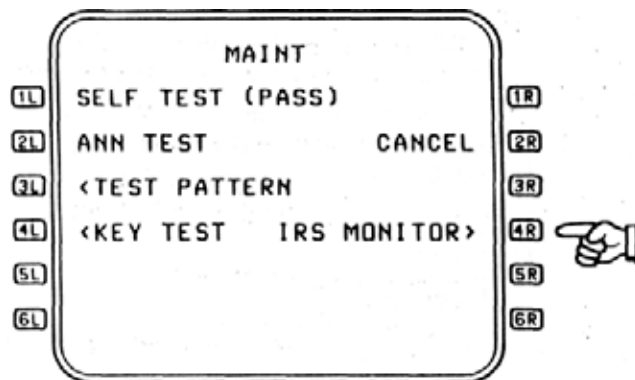 MAINT
1L SELF TEST (PASS) 1R
2L ANN TEST CANCEL 2R
3L <TEST PATTERN 3R
4L <KEY TEST IRS MONITOR> 4R
5L 5R
6L 6R